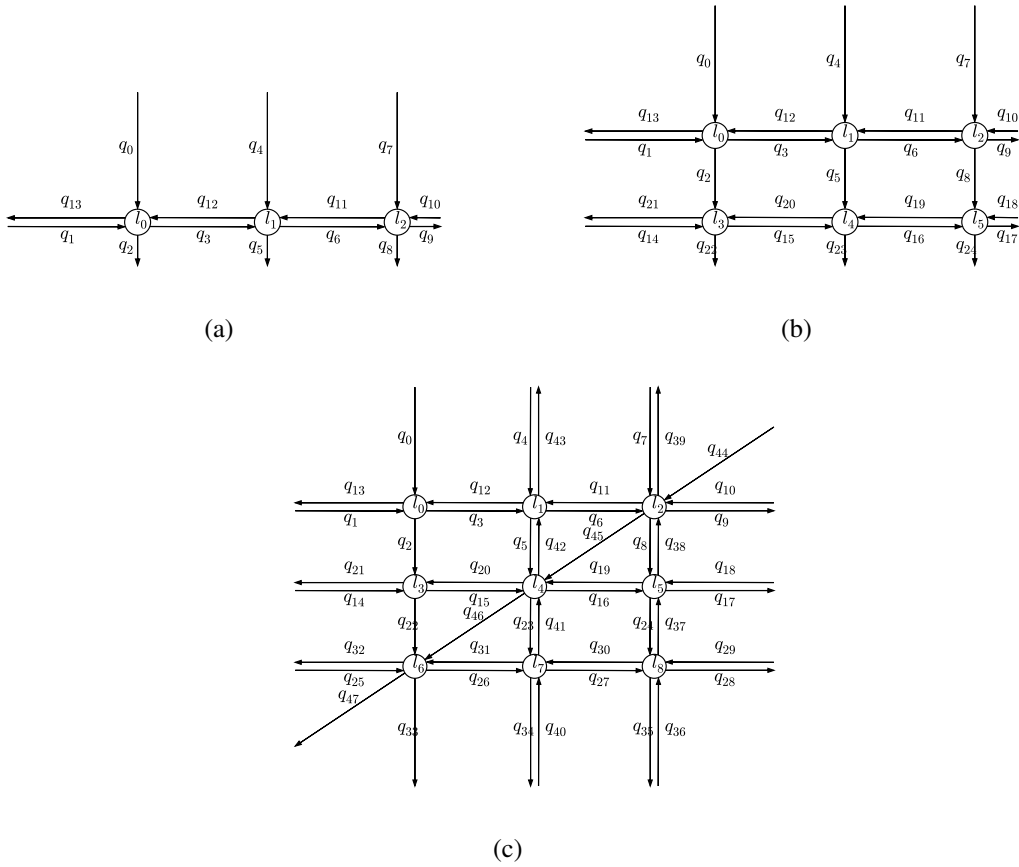 q0 q4 q7
q13 q12 q11 q10
l0 l1 l2
q1 q3 q6 q9
q2 q5 q8
(a)
q0 q4 q7
q13 q12 q11 q10
l0 l1 l2
q1 q3 q6 q9
q2 q5 q8
q21 q20 q19 q18
l3 l4 l5
q14 q15 q16 q17
q22 q23 q24
(b)
q0 q4 q43 q7 q39 q44
q13 q12 q11 q10
l0 l1 l2
q1 q3 q6 q9
q2 q5 q42 q45 q8 q38
q21 q20 q19 q18
l3 l4 l5
q14 q15 q16 q17
q22 q46 q23 q41 q24 q37
q32 q31 q30 q29
l6 l7 l8
q25 q26 q27 q28
q47
q33 q34 q40 q35 q36
(c)